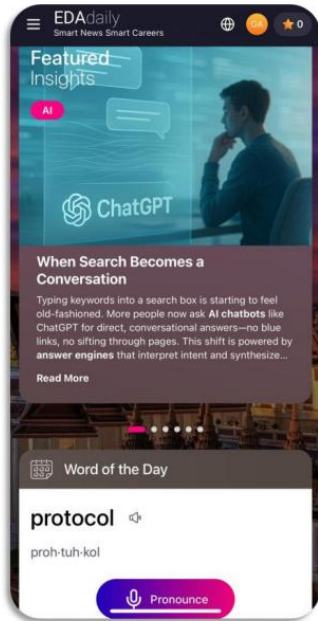 EDAdaily
Smart News Smart Careers
GA
0
Featured
Insights
AI
ChatGPT
When Search Becomes a
Conversation
Typing keywords into a search box is starting to feel
old-fashioned. More people now ask AI chatbots like
ChatGPT for direct, conversational answers—no blue
links, no sifting through pages. This shift is powered by
answer engines that interpret intent and synthesize...
Read More
Word of the Day
protocol
proh·tuh·kol
Pronounce